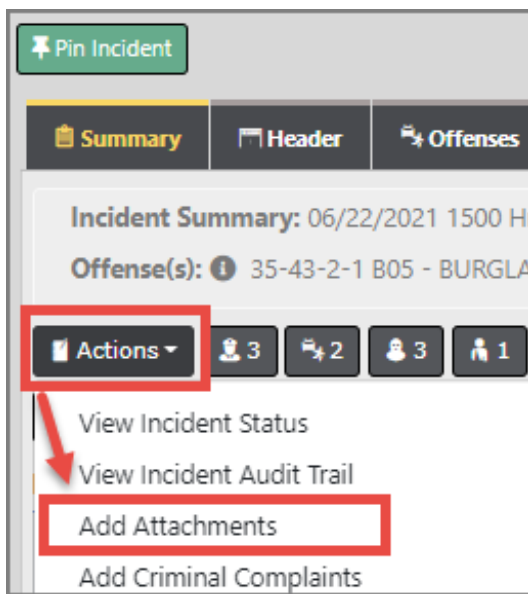 Pin Incident
Summary Header Offenses
Incident Summary: 06/22/2021 1500 H
Offense(s): 35-43-2-1 B05 - BURGLA
Actions 3 2 3 1
View Incident Status
View Incident Audit Trail
Add Attachments
Add Criminal Complaints